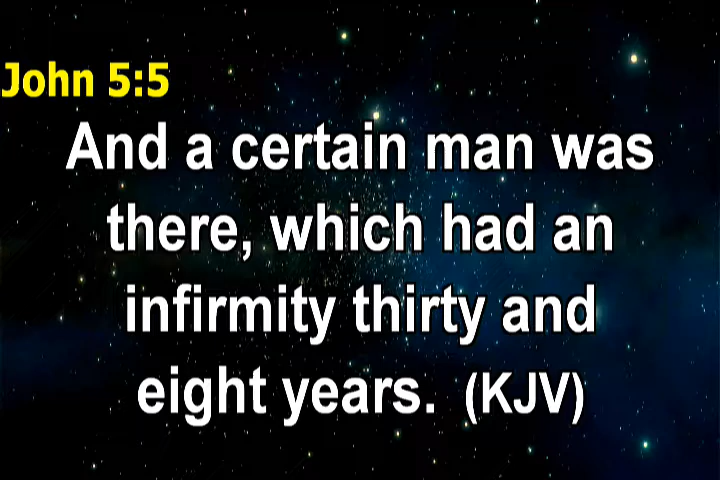 John 5:5
And a certain man was
there, which had an
infirmity thirty and
eight years. (KJV)